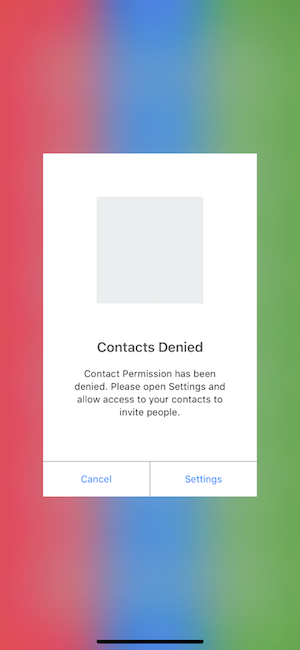 Contacts Denied
Contact Permission has been
denied. Please open Settings and
allow access to your contacts to
invite people.
Cancel
Settings